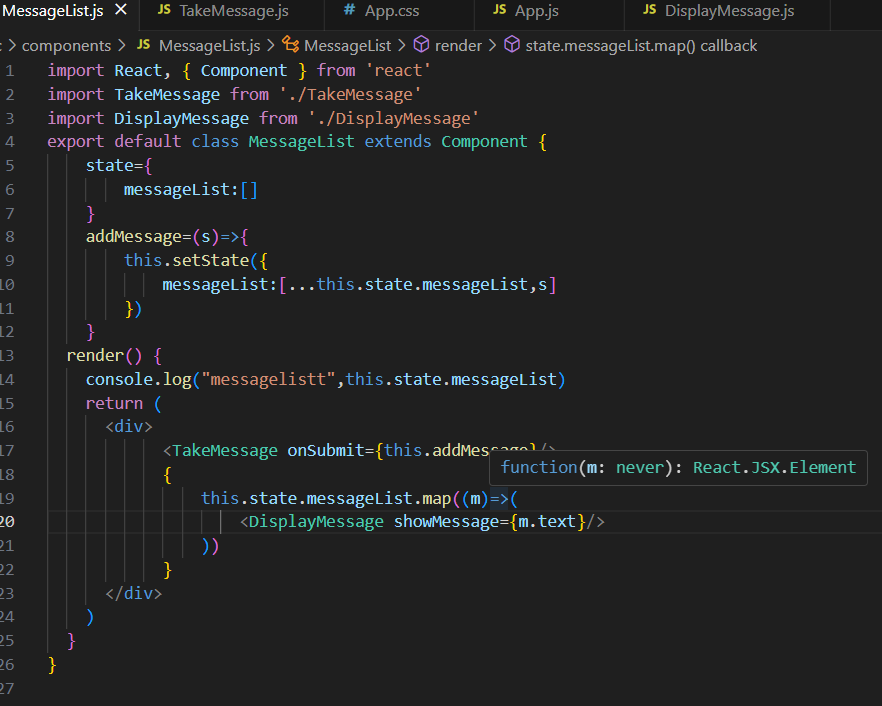 MessageList.js × JS TakeMessage.js # App.css JS App.js JS DisplayMessage.js
: > components > JS MessageList.js > MessageList > render > state.messageList.map() callback
1 import React, { Component } from 'react'
2 import TakeMessage from './TakeMessage'
3 import DisplayMessage from './DisplayMessage'
4 export default class MessageList extends Component {
5 state={
6 messageList:[]
7 }
8 addMessage=(s)=>{
9 this.setState({
10 messageList:[...this.state.messageList,s]
11 })
12 }
13 render() {
14 console.log("messagelistt",this.state.messageList)
15 return (
16 <div>
17 <TakeMessage onSubmit={this.addMessage}/>
function(m: never): React.JSX.Element
18 {
19 this.state.messageList.map((m)=>(
20 <DisplayMessage showMessage={m.text}/>
21 ))
22 }
23 </div>
24 )
25 }
26 }
27